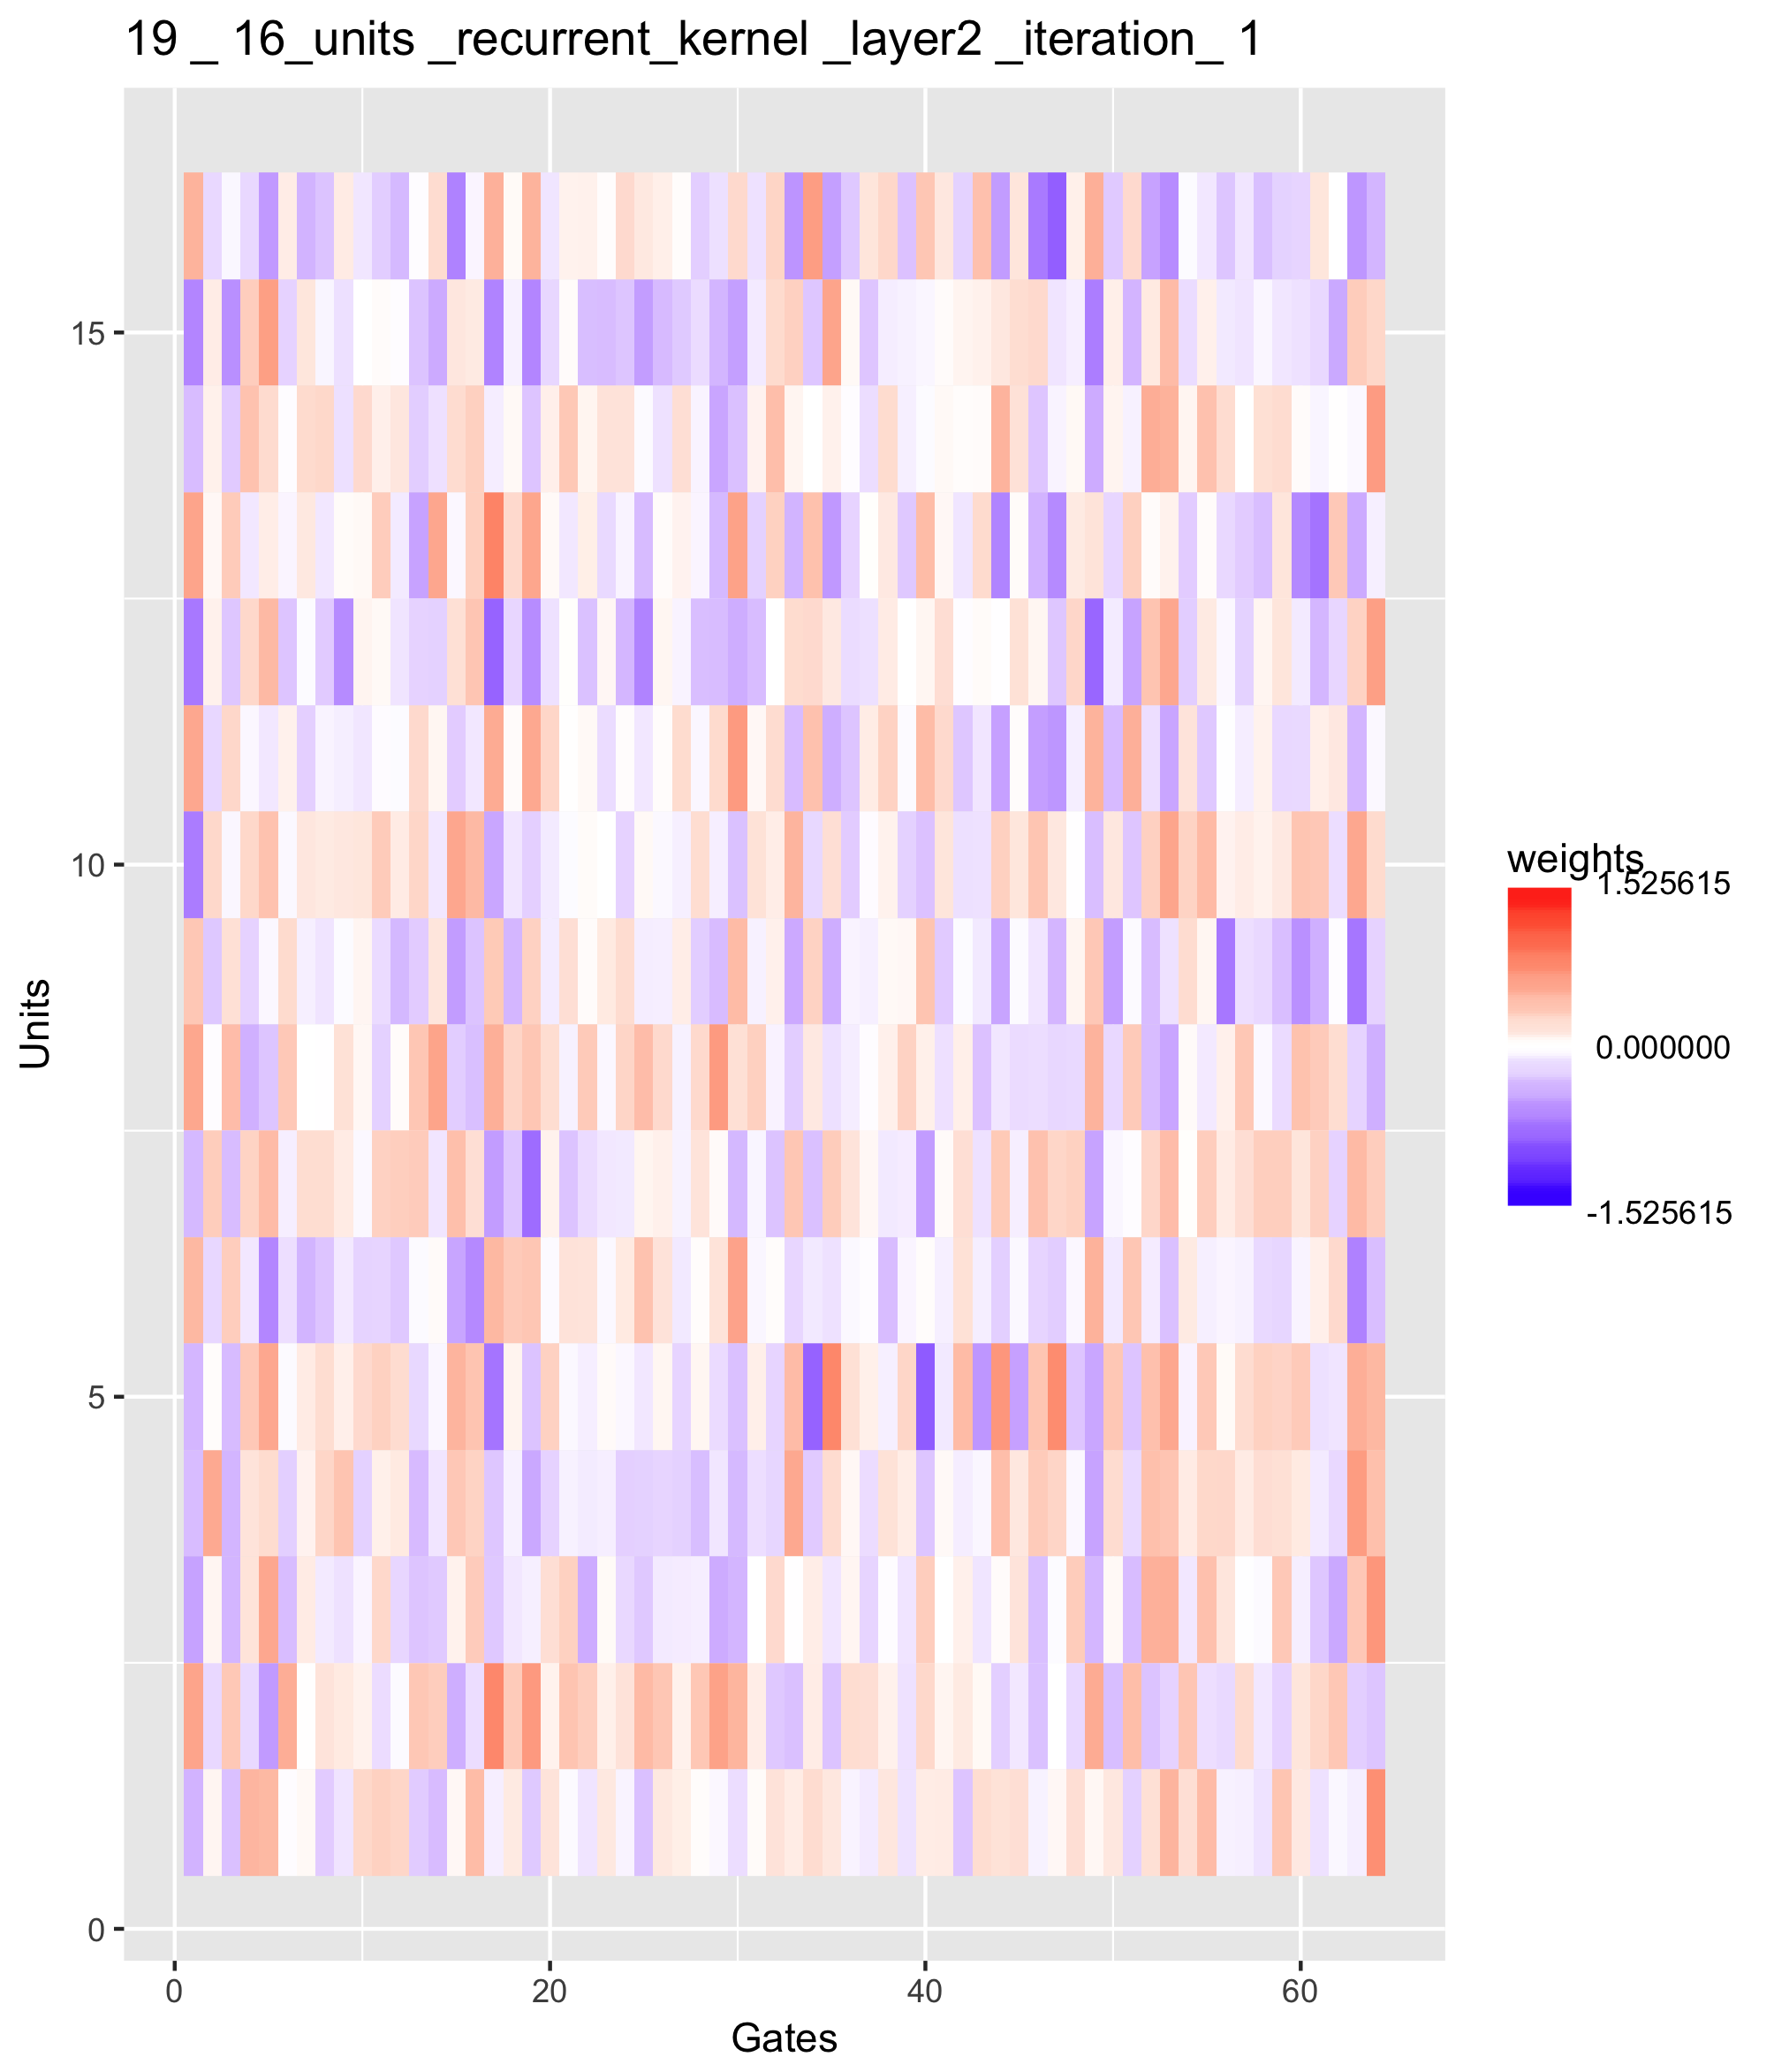 19 _ 16_units _recurrent_kernel _layer2 _iteration_ 1
15
10
5
0
Units
0 20 40 60
Gates
weights
1.525615
0.000000
-1.525615